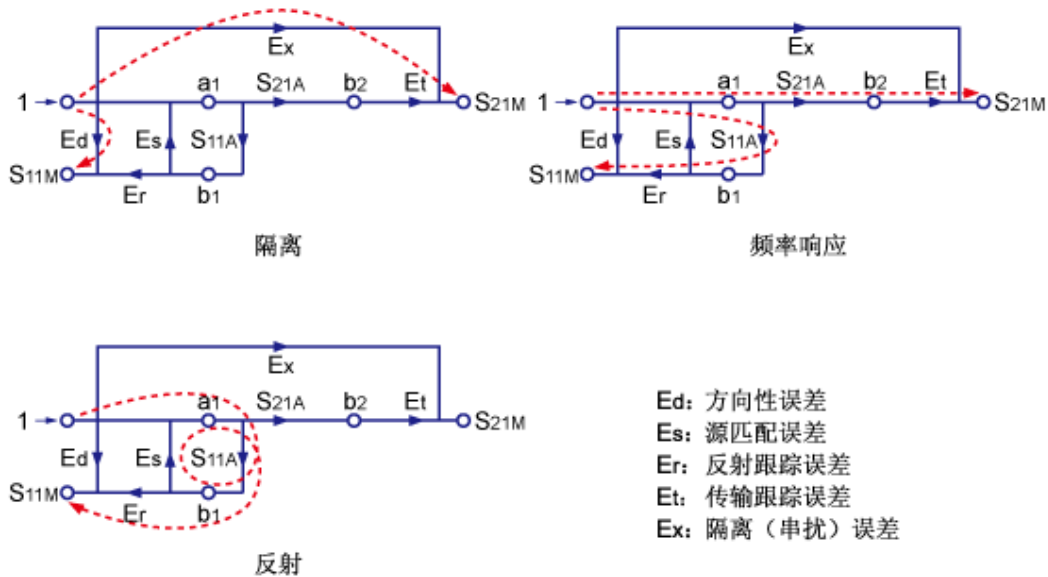 Ex
a1 S21A b2 Et
1 S21M
Ed Es S11A
S11M
Er b1
隔离
Ex
a1 S21A b2 Et
1 S21M
Ed Es S11A
S11M
Er b1
频率响应
Ex
a1 S21A b2 Et
1 S21M
Ed Es S11A
S11M
Er b1
反射
Ed: 方向性误差
Es: 源匹配误差
Er: 反射跟踪误差
Et: 传输跟踪误差
Ex: 隔离（串扰）误差